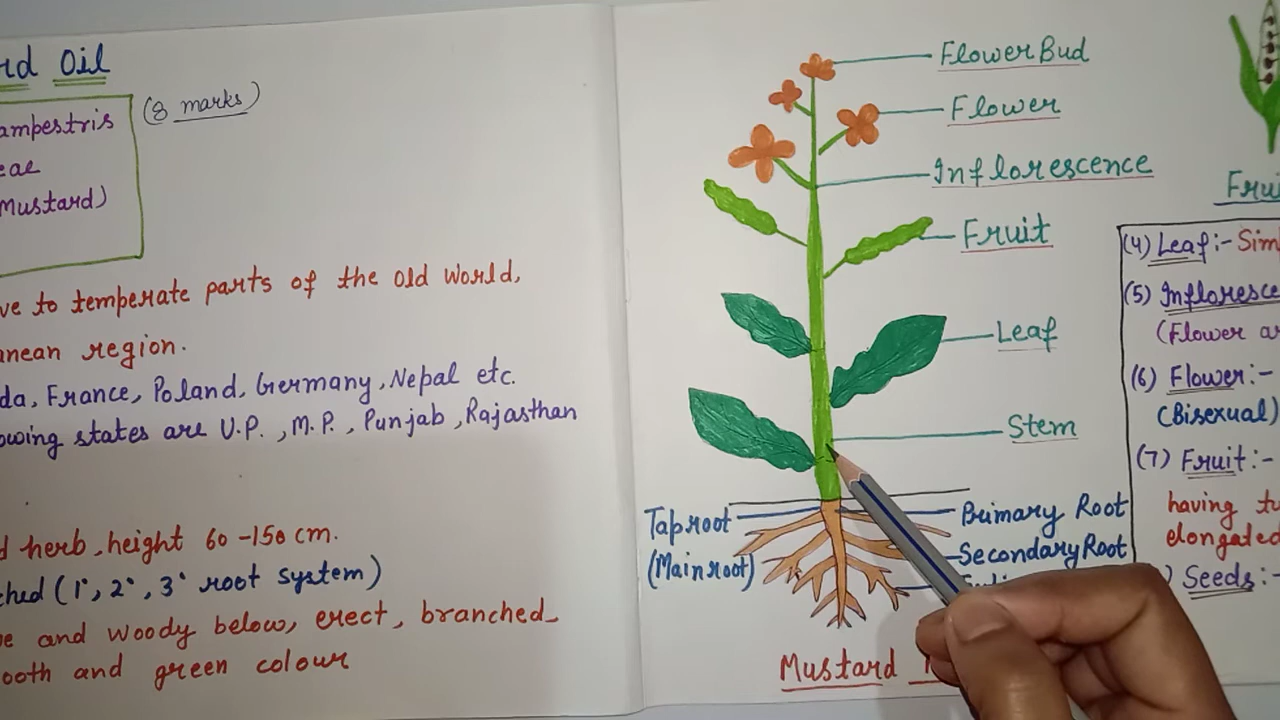 rd Oil
(8 marks)
ampestris
eae
Mustard)
ve to temperate parts of the old World,
anean region.
da, France, Poland, Germany, Nepal etc.
owing states are U.P., M.P., Punjab, Rajasthan
d herb, height 60-150 cm.
ched (1°, 2°, 3° root system)
e and woody below, erect, branched
ooth and green colour
Flower Bud
Flower
Inflorescence
Fruit
Leaf
Stem
Taproot
(Main root)
Primary Root
Secondary Root
Mustard
Frui
(4) Leaf:- Sim
(5) Infloresce
(Flower ar
(6) Flower:-
(Bisexual)
(7) Fruit:-
having tw
elongated
) Seeds:-